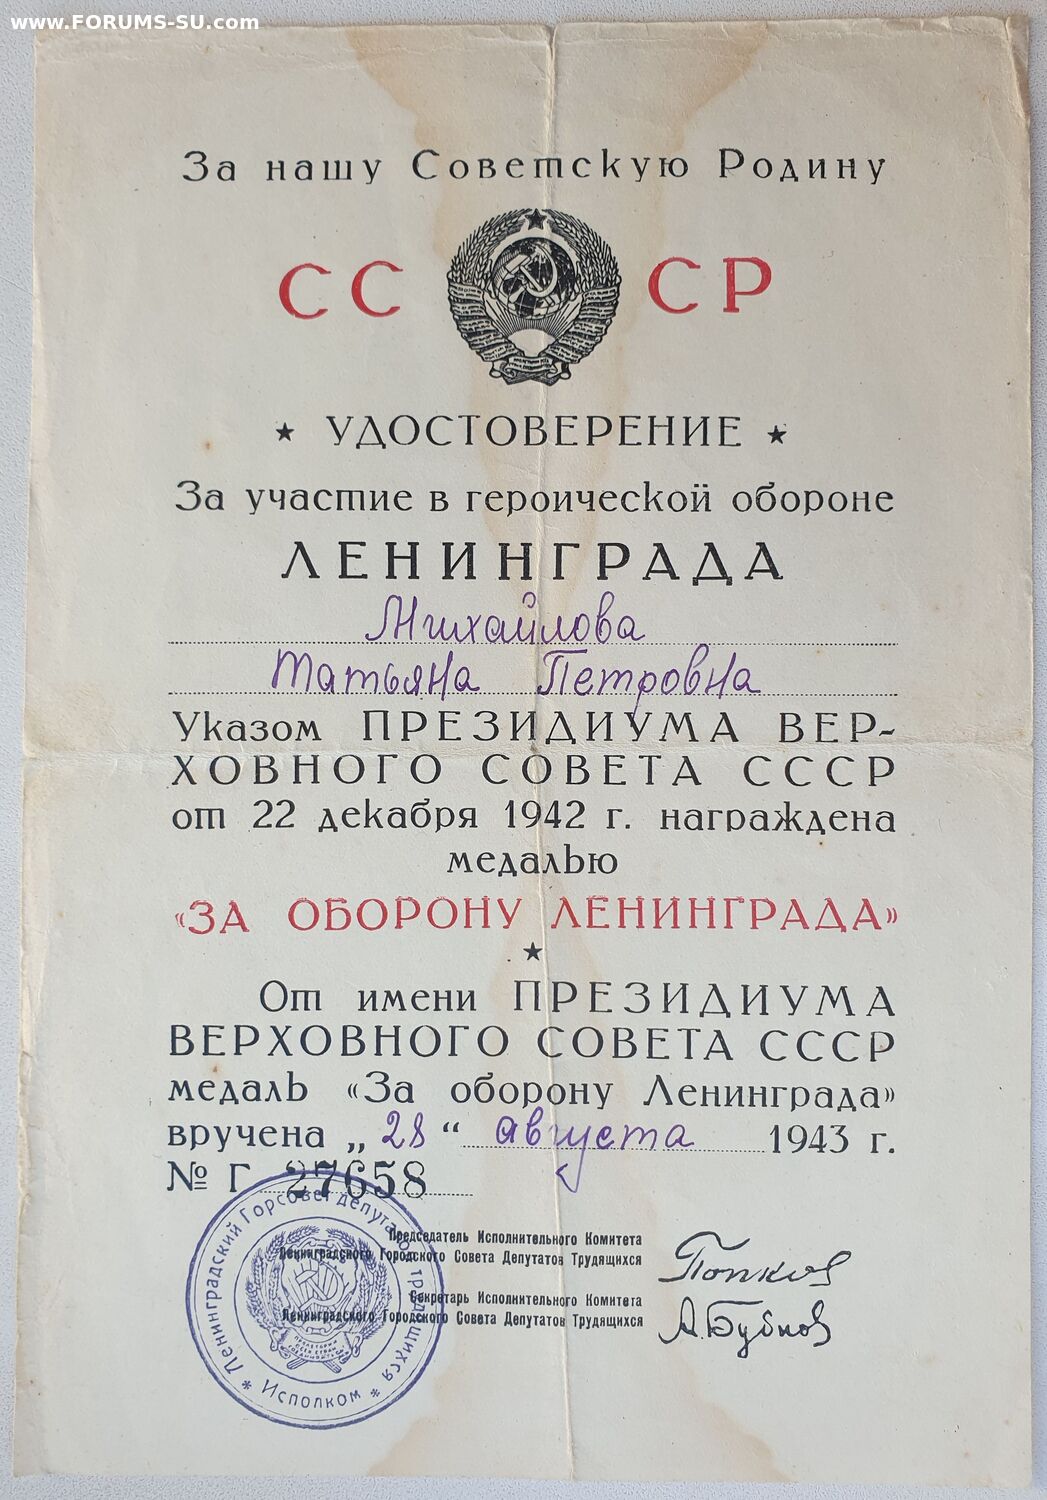 www.FORUMS-SU.com
За нашу Советскую Родину
СССР
★ УДОСТОВЕРЕНИЕ ★
За участие в героической обороне
ЛЕНИНГРАДА
Михайлова
Татьяна Петровна
Указом ПРЕЗИДИУМА ВЕР-
ХОВНОГО СОВЕТА СССР
от 22 декабря 1942 г. награждена
медалью
«ЗА ОБОРОНУ ЛЕНИНГРАДА»
★
От имени ПРЕЗИДИУМА
ВЕРХОВНОГО СОВЕТА СССР
медаль «За оборону Ленинграда»
вручена „28“ августа 1943 г.
№ Г 27658
Председатель Исполнительного Комитета
Ленинградского Городского Совета Депутатов Трудящихся
Попков
Секретарь Исполнительного Комитета
Ленинградского Городского Совета Депутатов Трудящихся
А. Бубнов
Ленинградский Горсовет депутатов трудящихся
* Исполком *